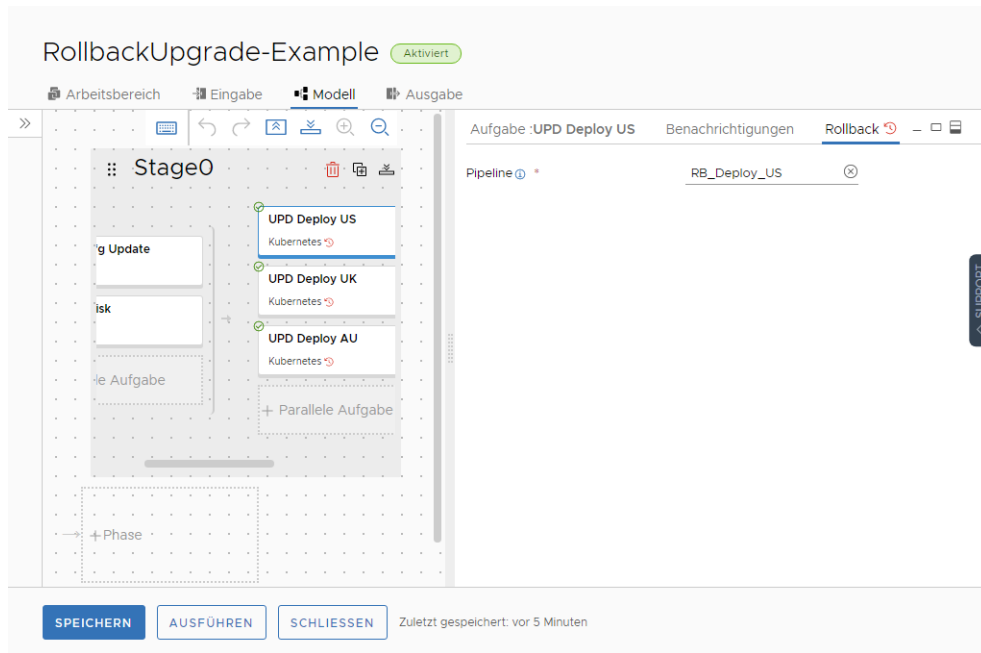 RollbackUpgrade-Example Aktiviert
Arbeitsbereich Eingabe Modell Ausgabe
Aufgabe :UPD Deploy US Benachrichtigungen Rollback
Stage0
Pipeline * RB_Deploy_US
UPD Deploy US
Kubernetes
Update
UPD Deploy UK
Kubernetes
UPD Deploy AU
Kubernetes
Aufgabe
+ Parallele Aufgabe
+Phase
SUPPORT
SPEICHERN AUSFÜHREN SCHLIESSEN Zuletzt gespeichert: vor 5 Minuten